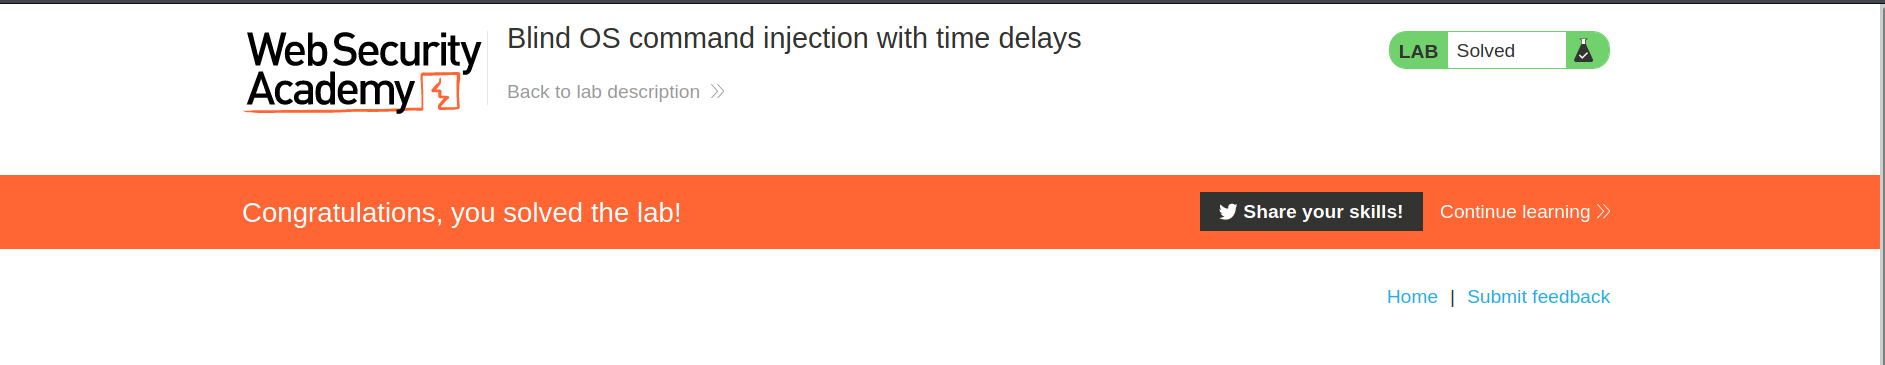 Web Security
Academy
Blind OS command injection with time delays
Back to lab description
LAB Solved
Congratulations, you solved the lab!
Share your skills!
Continue learning
Home | Submit feedback